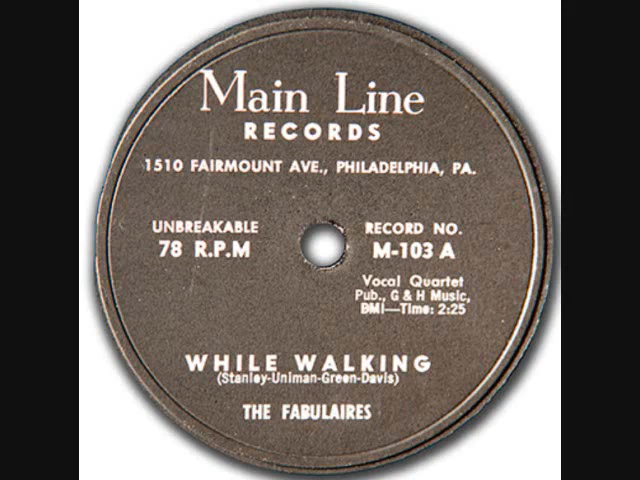 Main Line
RECORDS
1510 FAIRMOUNT AVE., PHILADELPHIA, PA.
UNBREAKABLE
78 R.P.M
RECORD NO.
M-103 A
Vocal Quartet
Pub., G & H Music,
BMI—Time: 2:25
WHILE WALKING
(Stanley-Uniman-Green-Davis)
THE FABULAIRES